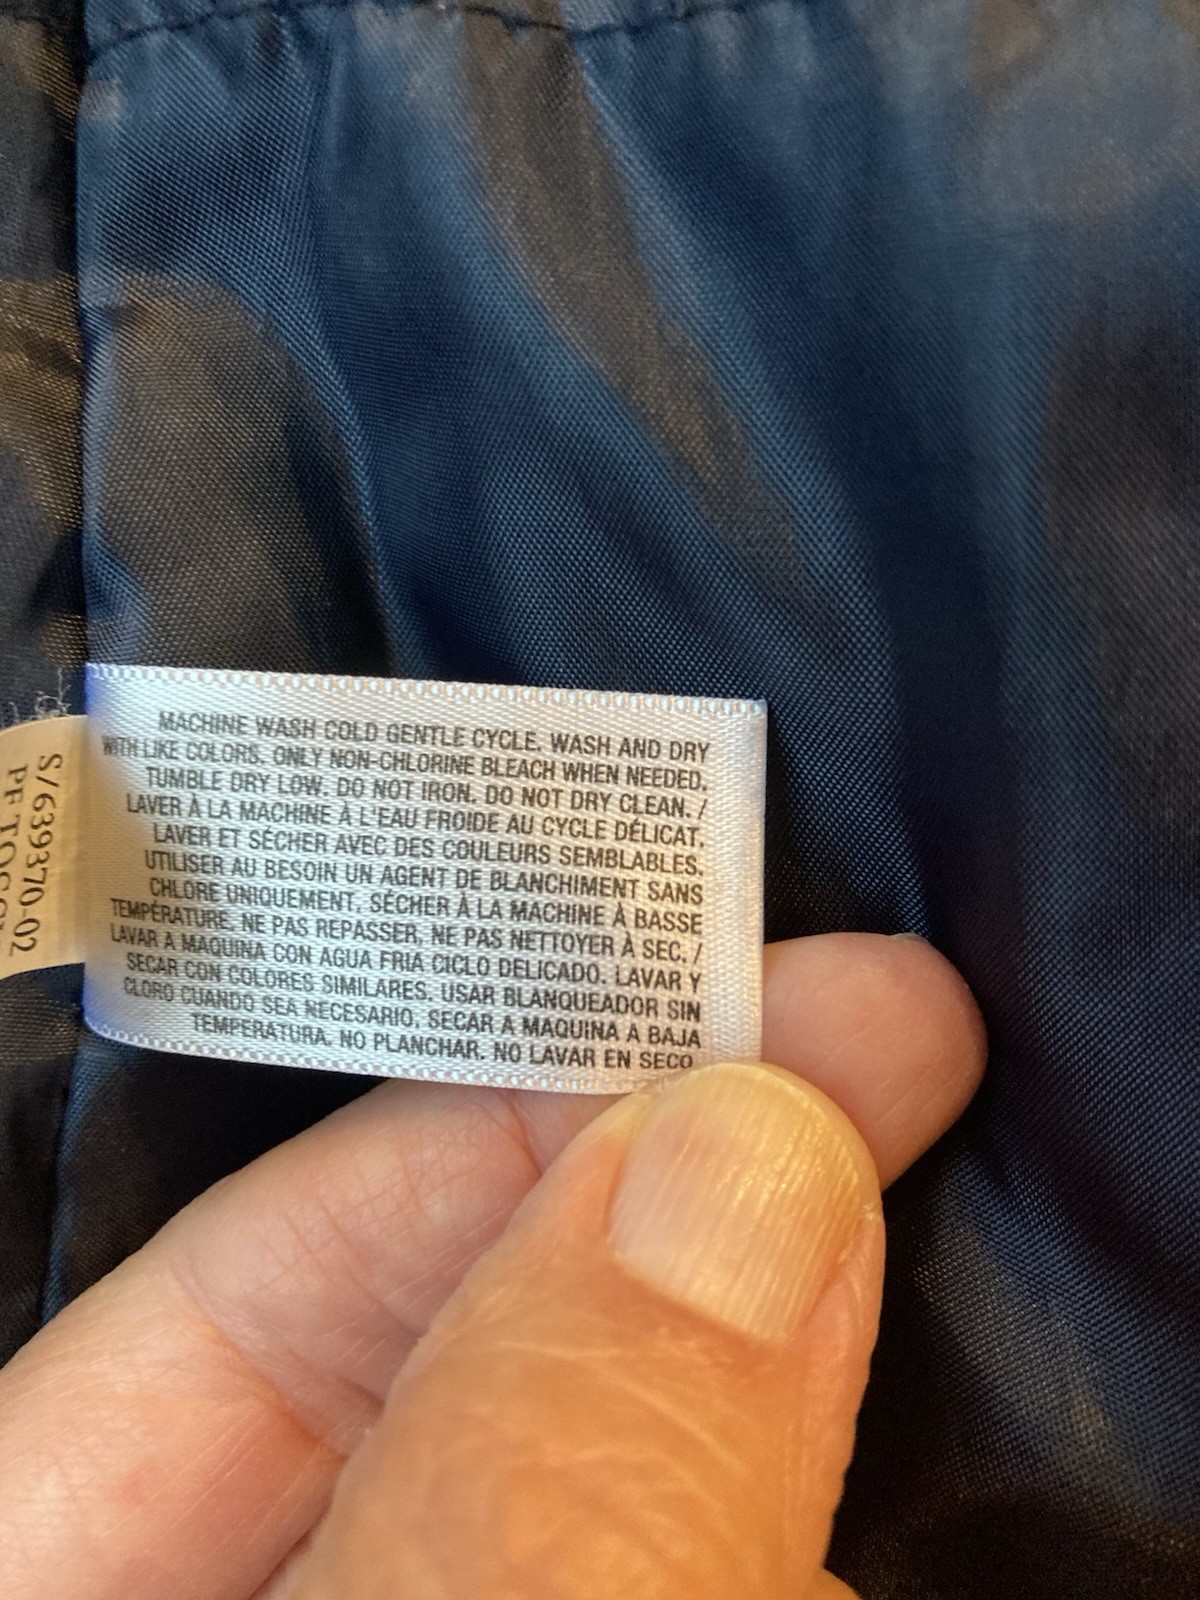 MACHINE WASH COLD GENTLE CYCLE. WASH AND DRY
WITH LIKE COLORS. ONLY NON-CHLORINE BLEACH WHEN NEEDED.
TUMBLE DRY LOW. DO NOT IRON. DO NOT DRY CLEAN. /
LAVER À LA MACHINE À L'EAU FROIDE AU CYCLE DÉLICAT.
LAVER ET SÉCHER AVEC DES COULEURS SEMBLABLES.
UTILISER AU BESOIN UN AGENT DE BLANCHIMENT SANS
CHLORE UNIQUEMENT. SÉCHER À LA MACHINE À BASSE
TEMPÉRATURE. NE PAS REPASSER. NE PAS NETTOYER À SEC. /
LAVAR A MAQUINA CON AGUA FRIA CICLO DELICADO. LAVAR Y
SECAR CON COLORES SIMILARES. USAR BLANQUEADOR SIN
CLORO CUANDO SEA NECESARIO. SECAR A MAQUINA A BAJA
TEMPERATURA. NO PLANCHAR. NO LAVAR EN SECO
S/639370-02
PF